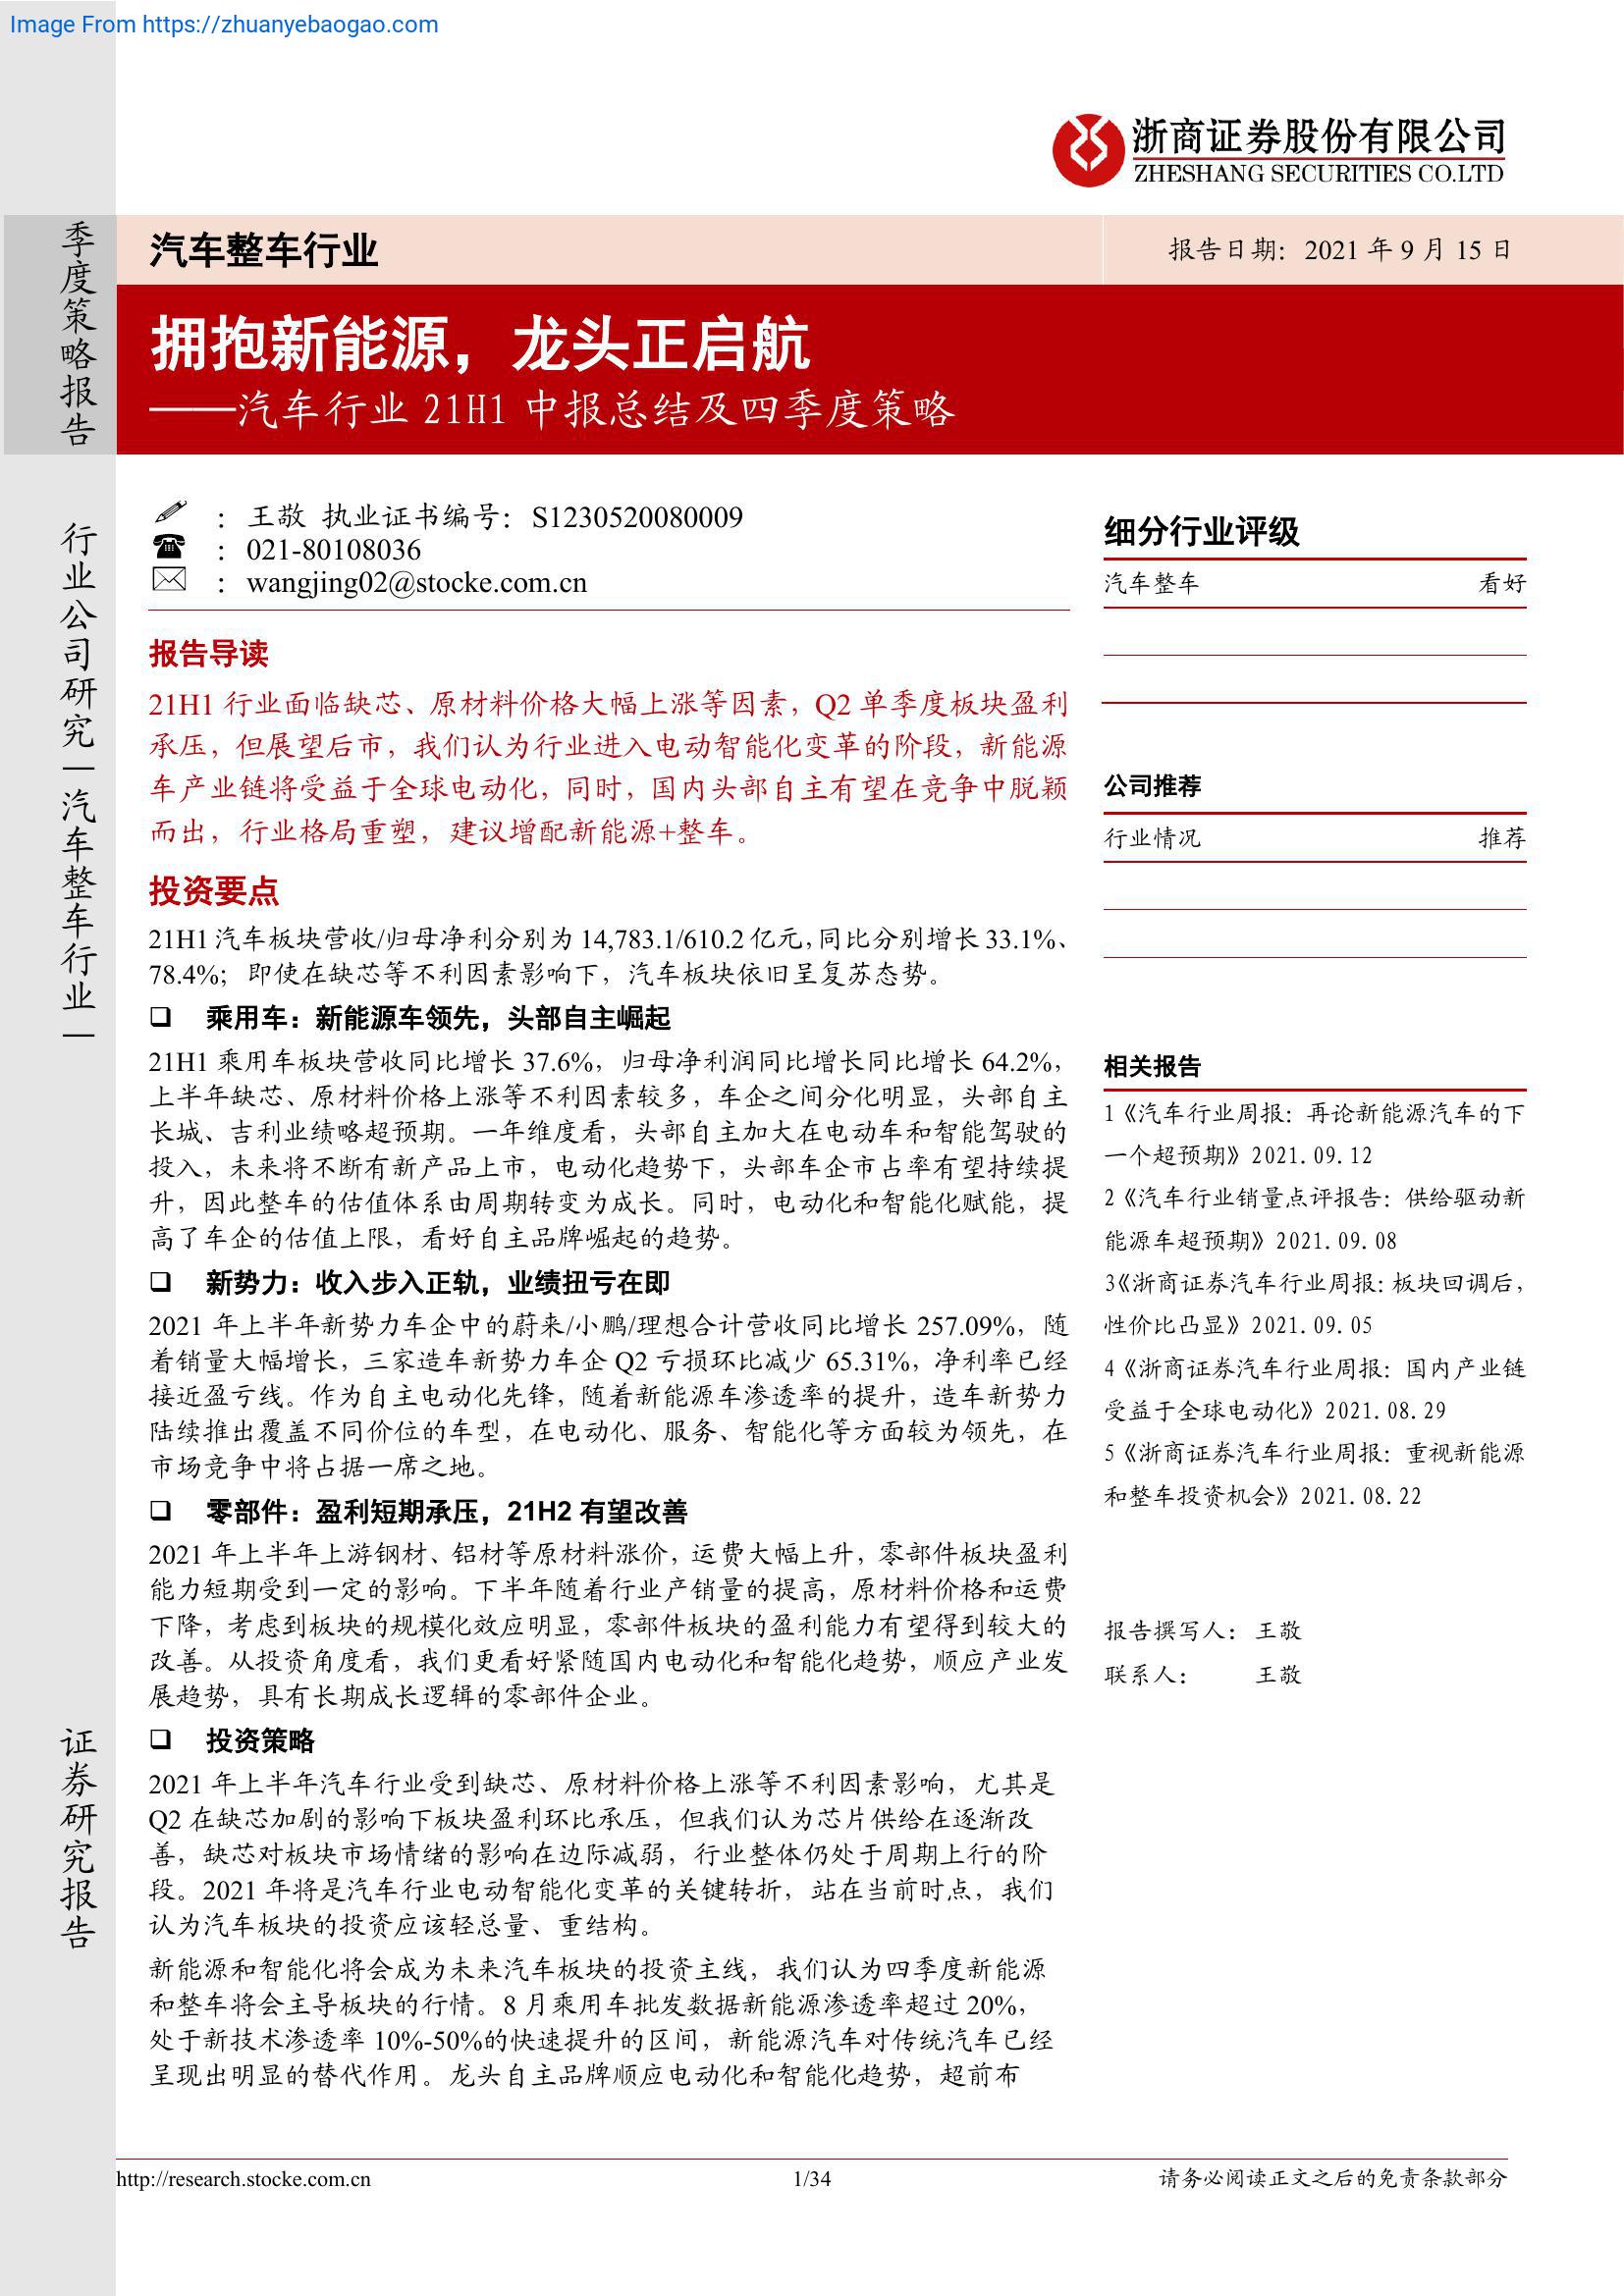 Image From https://zhuanyebaogao.com
浙商证券股份有限公司
ZHESHANG SECURITIES CO.LTD
季度策略报告
行业公司研究|汽车整车行业|
证券研究报告
汽车整车行业
报告日期：2021 年 9 月 15 日
拥抱新能源，龙头正启航
——汽车行业 21H1 中报总结及四季度策略
：王敬 执业证书编号：S1230520080009
：021-80108036
：wangjing02@stocke.com.cn
报告导读
21H1 行业面临缺芯、原材料价格大幅上涨等因素，Q2 单季度板块盈利
承压，但展望后市，我们认为行业进入电动智能化变革的阶段，新能源
车产业链将受益于全球电动化，同时，国内头部自主有望在竞争中脱颖
而出，行业格局重塑，建议增配新能源+整车。
投资要点
21H1 汽车板块营收/归母净利分别为 14,783.1/610.2 亿元，同比分别增长 33.1%、
78.4%；即使在缺芯等不利因素影响下，汽车板块依旧呈复苏态势。
❑ 乘用车：新能源车领先，头部自主崛起
21H1 乘用车板块营收同比增长 37.6%，归母净利润同比增长同比增长 64.2%，
上半年缺芯、原材料价格上涨等不利因素较多，车企之间分化明显，头部自主
长城、吉利业绩略超预期。一年维度看，头部自主加大在电动车和智能驾驶的
投入，未来将不断有新产品上市，电动化趋势下，头部车企市占率有望持续提
升，因此整车的估值体系由周期转变为成长。同时，电动化和智能化赋能，提
高了车企的估值上限，看好自主品牌崛起的趋势。
❑ 新势力：收入步入正轨，业绩扭亏在即
2021 年上半年新势力车企中的蔚来/小鹏/理想合计营收同比增长 257.09%，随
着销量大幅增长，三家造车新势力车企 Q2 亏损环比减少 65.31%，净利率已经
接近盈亏线。作为自主电动化先锋，随着新能源车渗透率的提升，造车新势力
陆续推出覆盖不同价位的车型，在电动化、服务、智能化等方面较为领先，在
市场竞争中将占据一席之地。
❑ 零部件：盈利短期承压，21H2 有望改善
2021 年上半年上游钢材、铝材等原材料涨价，运费大幅上升，零部件板块盈利
能力短期受到一定的影响。下半年随着行业产销量的提高，原材料价格和运费
下降，考虑到板块的规模化效应明显，零部件板块的盈利能力有望得到较大的
改善。从投资角度看，我们更看好紧随国内电动化和智能化趋势，顺应产业发
展趋势，具有长期成长逻辑的零部件企业。
❑ 投资策略
2021 年上半年汽车行业受到缺芯、原材料价格上涨等不利因素影响，尤其是
Q2 在缺芯加剧的影响下板块盈利环比承压，但我们认为芯片供给在逐渐改
善，缺芯对板块市场情绪的影响在边际减弱，行业整体仍处于周期上行的阶
段。2021 年将是汽车行业电动智能化变革的关键转折，站在当前时点，我们
认为汽车板块的投资应该轻总量、重结构。
新能源和智能化将会成为未来汽车板块的投资主线，我们认为四季度新能源
和整车将会主导板块的行情。8 月乘用车批发数据新能源渗透率超过 20%，
处于新技术渗透率 10%-50%的快速提升的区间，新能源汽车对传统汽车已经
呈现出明显的替代作用。龙头自主品牌顺应电动化和智能化趋势，超前布
细分行业评级
汽车整车 看好
公司推荐
行业情况 推荐
相关报告
1《汽车行业周报：再论新能源汽车的下
一个超预期》2021.09.12
2《汽车行业销量点评报告：供给驱动新
能源车超预期》2021.09.08
3《浙商证券汽车行业周报：板块回调后，
性价比凸显》2021.09.05
4《浙商证券汽车行业周报：国内产业链
受益于全球电动化》2021.08.29
5《浙商证券汽车行业周报：重视新能源
和整车投资机会》2021.08.22
报告撰写人： 王敬
联系人： 王敬
http://research.stocke.com.cn
1/34
请务必阅读正文之后的免责条款部分